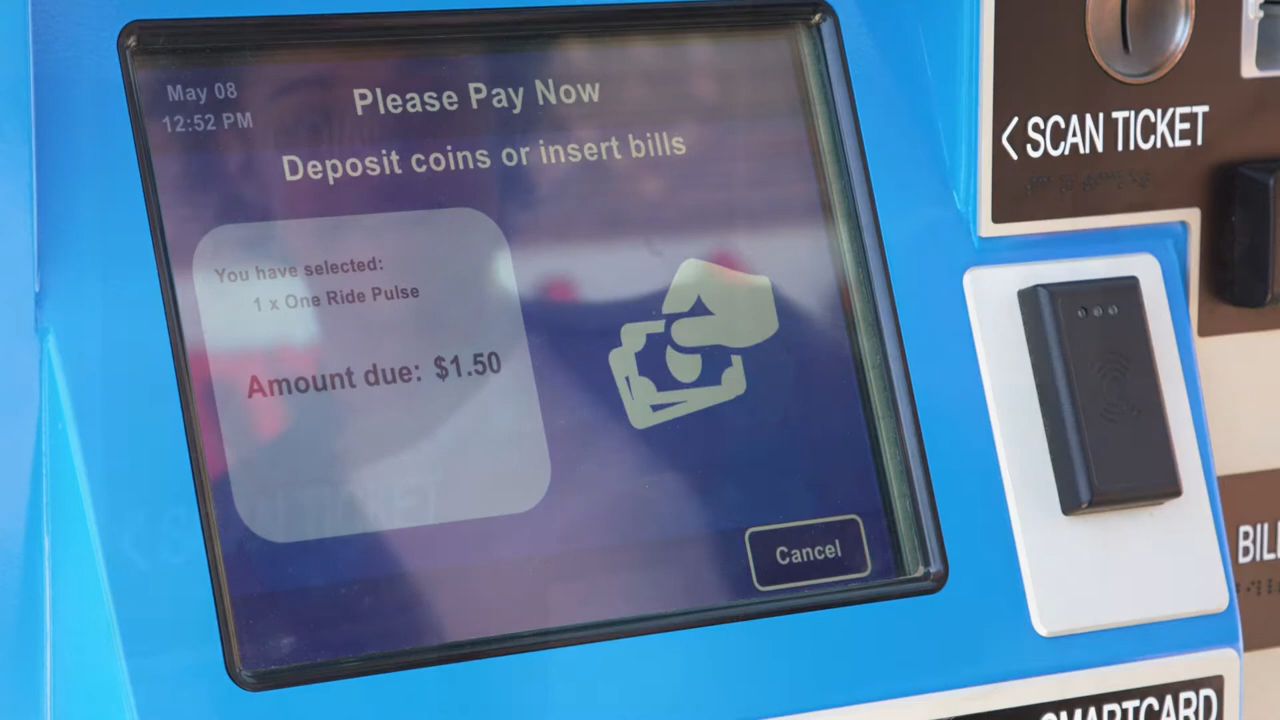 May 08
12:52 PM
Please Pay Now
Deposit coins or insert bills
You have selected:
1 x One Ride Pulse
Amount due: $1.50
Cancel
< SCAN TICKET
SMARTCARD